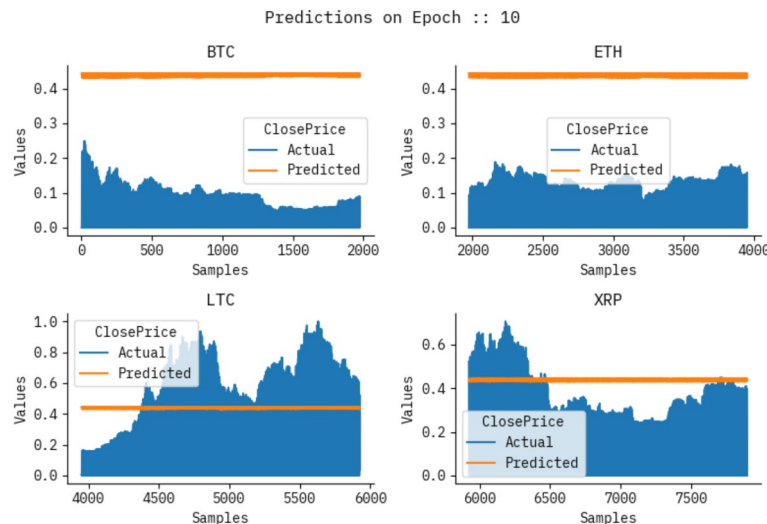 Predictions on Epoch :: 10
BTC
Values
0.4
0.3
0.2
0.1
0.0
ClosePrice
Actual
Predicted
0 500 1000 1500 2000
Samples
ETH
Values
0.4
0.3
0.2
0.1
0.0
ClosePrice
Actual
Predicted
2000 2500 3000 3500 4000
Samples
LTC
Values
1.0
0.8
0.6
0.4
0.2
0.0
ClosePrice
Actual
Predicted
4000 4500 5000 5500 6000
Samples
XRP
Values
0.6
0.4
0.2
0.0
ClosePrice
Actual
Predicted
6000 6500 7000 7500
Samples